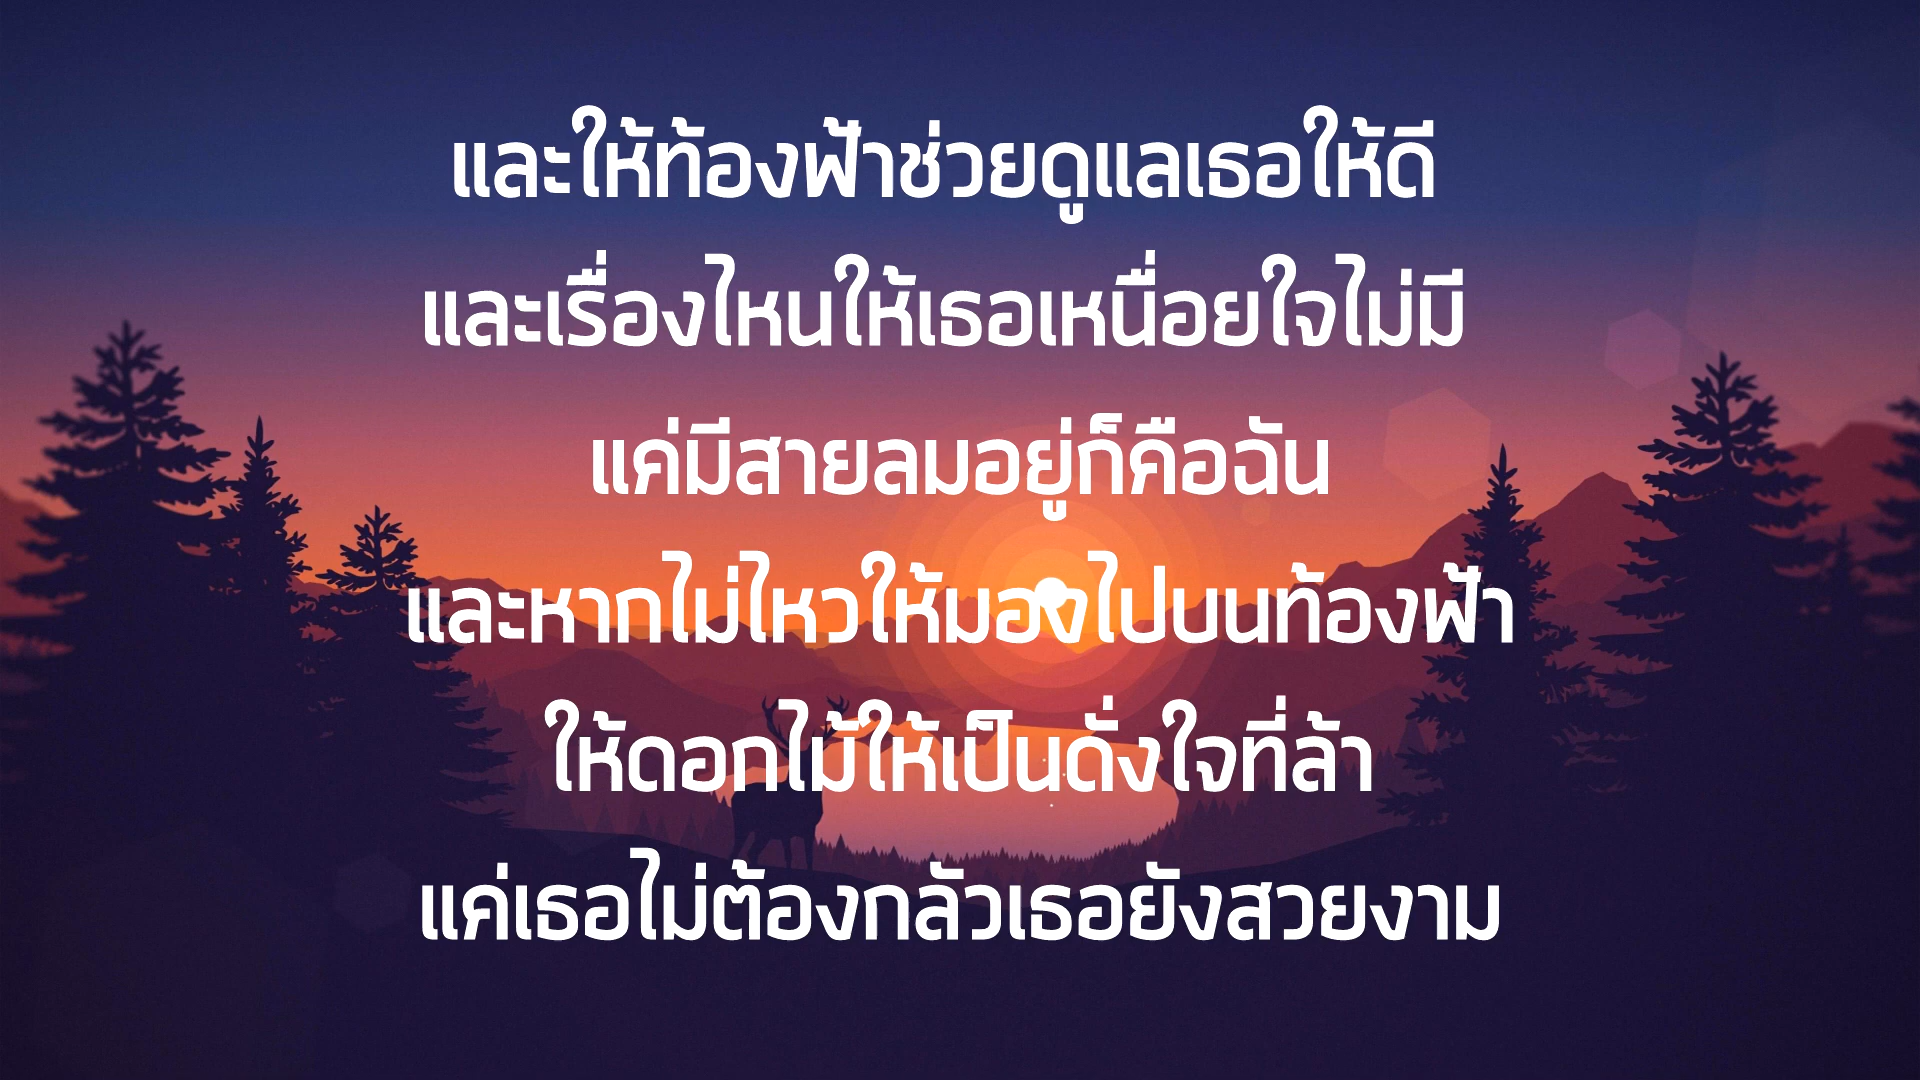 และให้ท้องฟ้าช่วยดูแลเธอให้ดี
และเรื่องไหนให้เธอเหนื่อยใจไม่มี
แค่มีสายลมอยู่ก็คือฉัน
และหากไม่ไหวให้มองไปบนท้องฟ้า
ให้ดอกไม้ให้เป็นดั่งใจที่ล้า
แค่เธอไม่ต้องกลัวเธอยังสวยงาม